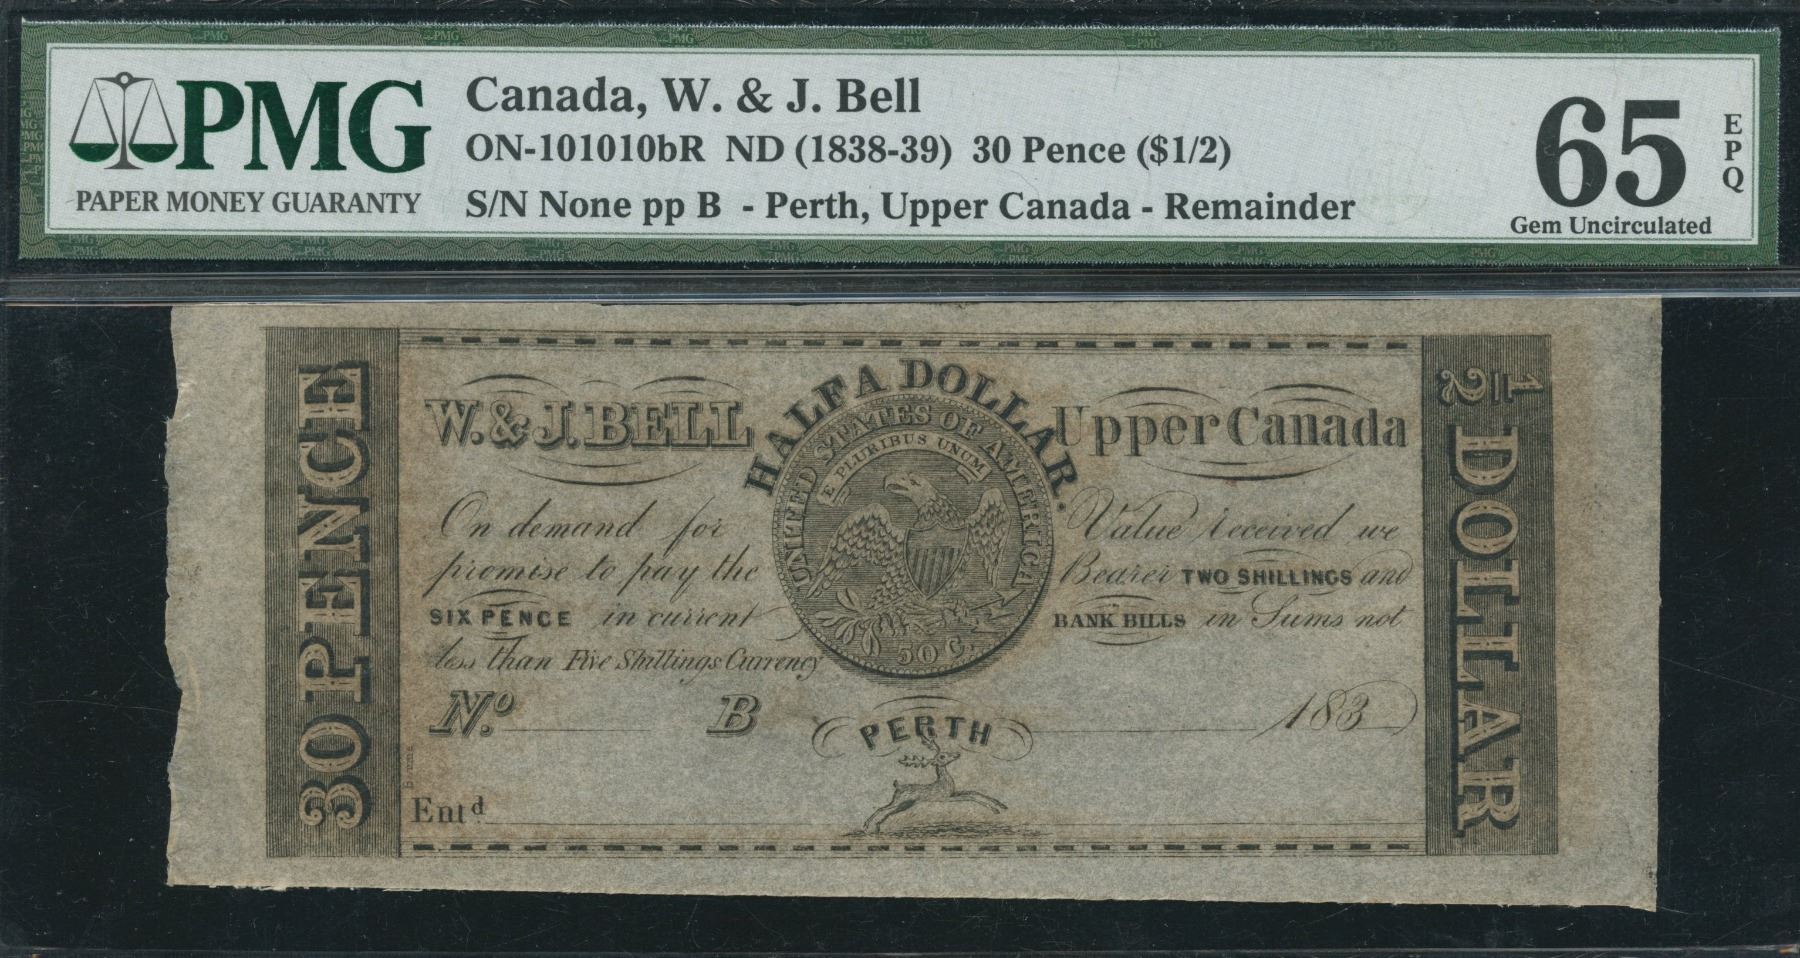 PMG
PAPER MONEY GUARANTY
Canada, W. & J. Bell
ON-101010bR ND (1838-39) 30 Pence ($1/2)
S/N None pp B - Perth, Upper Canada - Remainder
65
EPQ
Gem Uncirculated
30 PENCE
W. & J. BELL
HALF A DOLLAR.
Upper Canada
UNITED STATES OF AMERICA
E PLURIBUS UNUM
50 C.
On demand for Value received we
promise to pay the Bearer TWO SHILLINGS and
SIX PENCE in current BANK BILLS in Sums not
less than Five Shillings Currency
No. B PERTH 183
Bourne
Entd
1/2 DOLLAR